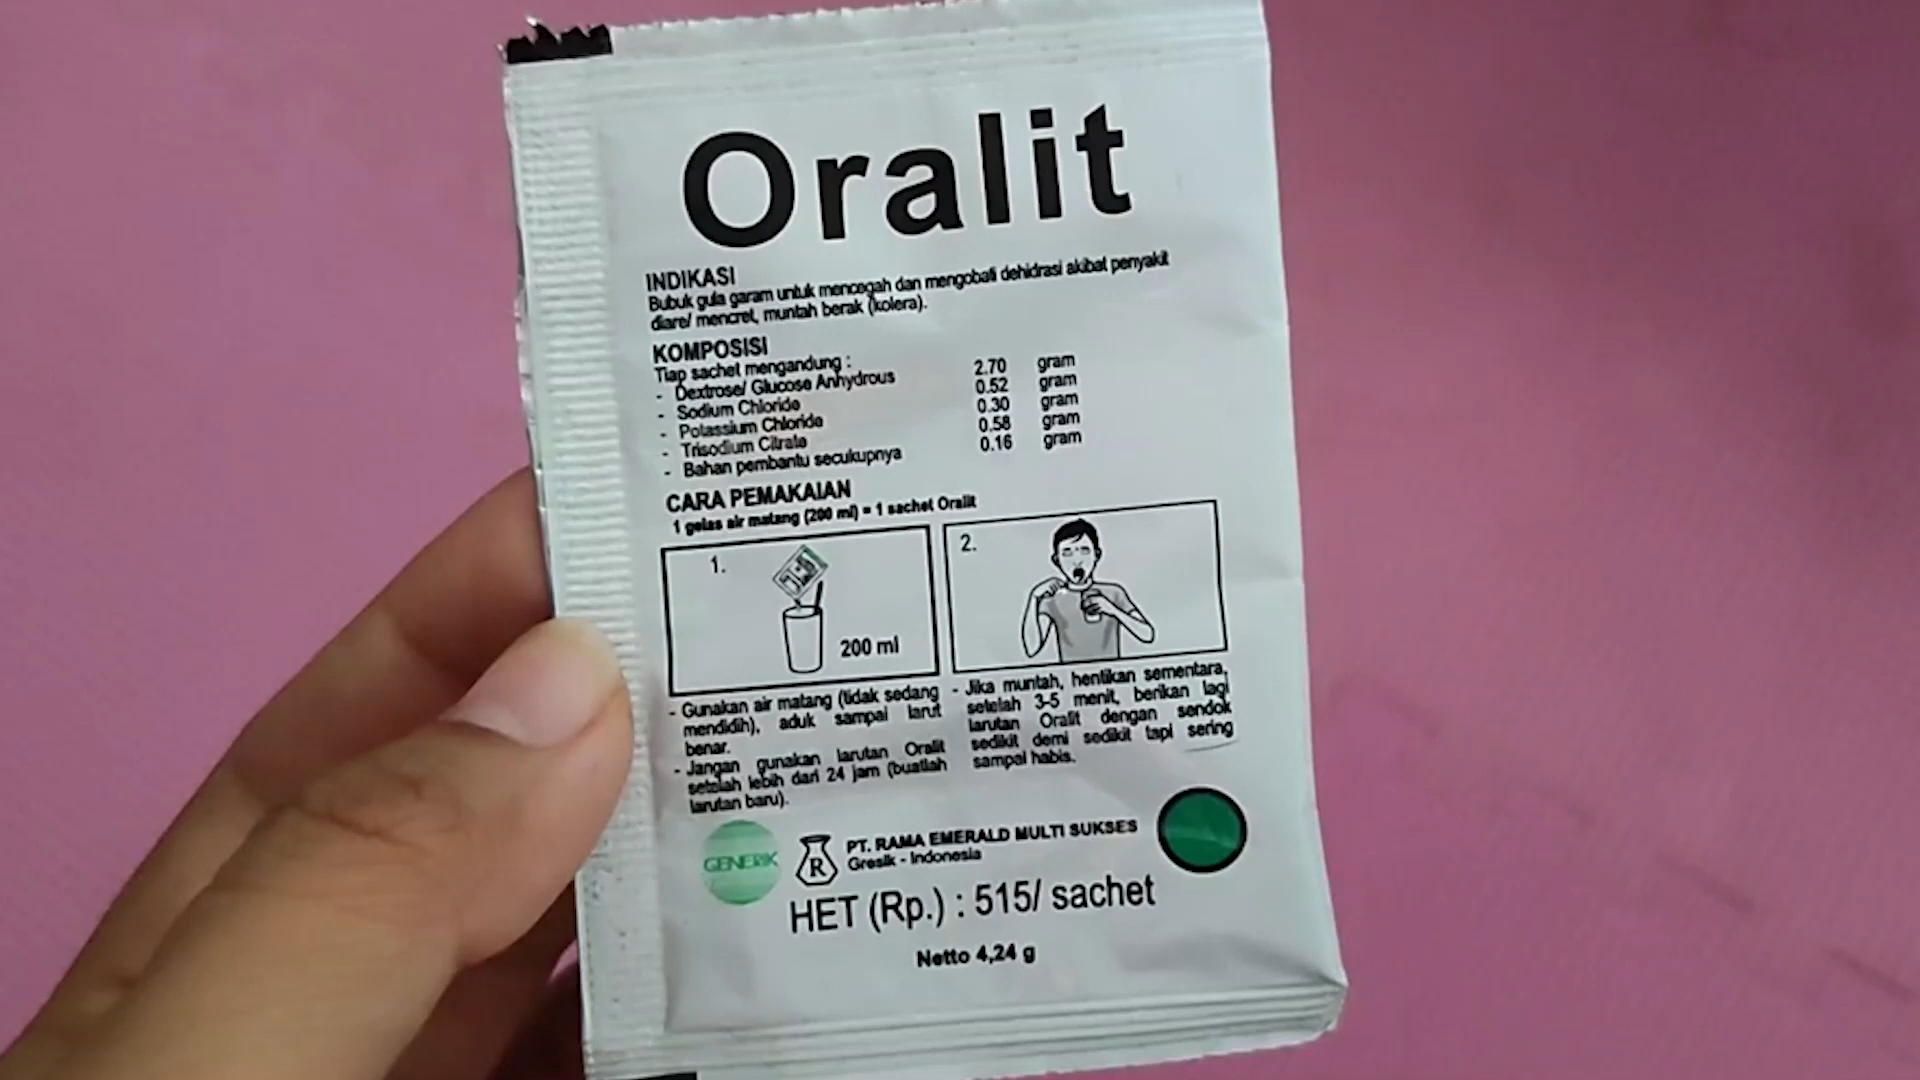 Oralit
INDIKASI
Bubuk gula garam untuk mencegah dan mengobati dehidrasi akibat penyakit
diare/ mencret, muntah berak (kolera).
KOMPOSISI
Tiap sachet mengandung :
- Dextrose/ Glucose Anhydrous 2.70 gram
- Sodium Chloride 0.52 gram
- Potassium Chloride 0.30 gram
- Trisodium Citrate 0.58 gram
- Bahan pembantu secukupnya 0.16 gram
CARA PEMAKAIAN
1 gelas air matang (200 ml) = 1 sachet Oralit
1.
200 ml
- Gunakan air matang (tidak sedang
mendidih), aduk sampai larut
benar.
- Jangan gunakan larutan Oralit
setelah lebih dari 24 jam (buatlah
larutan baru).
2.
- Jika muntah, hentikan sementara,
setelah 3-5 menit, berikan lagi
larutan Oralit dengan sendok
sedikit demi sedikit tapi sering
sampai habis.
GENERIK
R
PT. RAMA EMERALD MULTI SUKSES
Gresik - Indonesia
HET (Rp.) : 515/ sachet
Netto 4,24 g